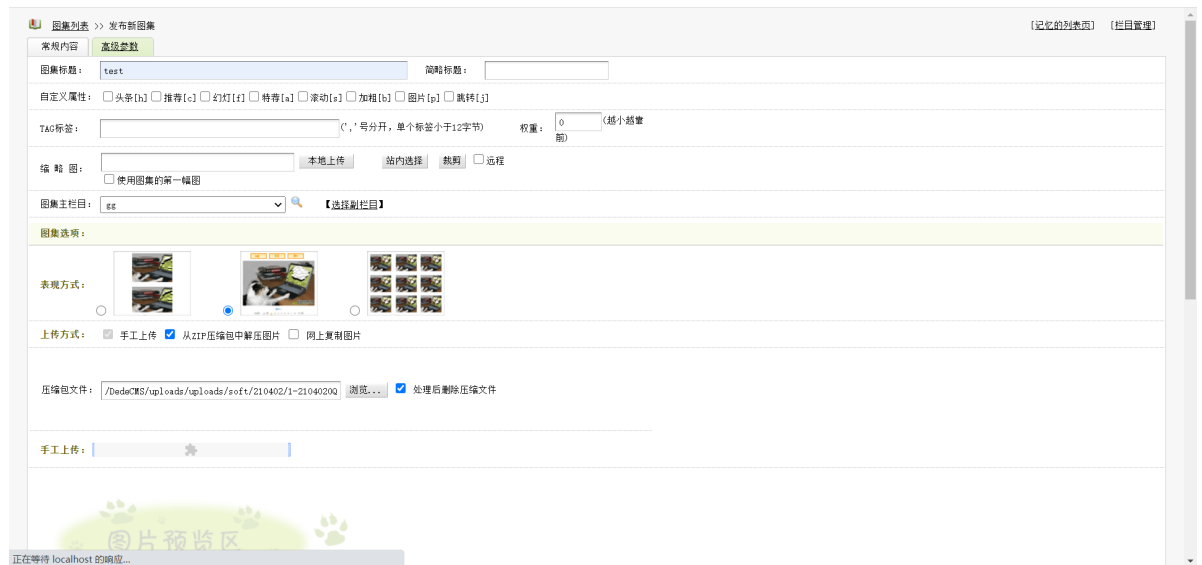 图集列表 >> 发布新图集 [记忆的列表页] [栏目管理]
常规内容 高级参数
图集标题： test 简略标题：
自定义属性： 头条[h] 推荐[c] 幻灯[f] 特荐[a] 滚动[s] 加粗[b] 图片[p] 跳转[j]
TAG标签： (','号分开，单个标签小于12字节) 权重： 0 (越小越靠
前)
缩 略 图： 本地上传 站内选择 裁剪 远程
使用图集的第一幅图
图集主栏目： gg 【选择副栏目】
图集选项：
表现方式：
上传方式： 手工上传 从ZIP压缩包中解压图片 网上复制图片
压缩包文件： /DedeCMS/uploads/uploads/soft/210402/1-2104020Q 浏览... 处理后删除压缩文件
手工上传：
图片预览区
正在等待 localhost 的响应...